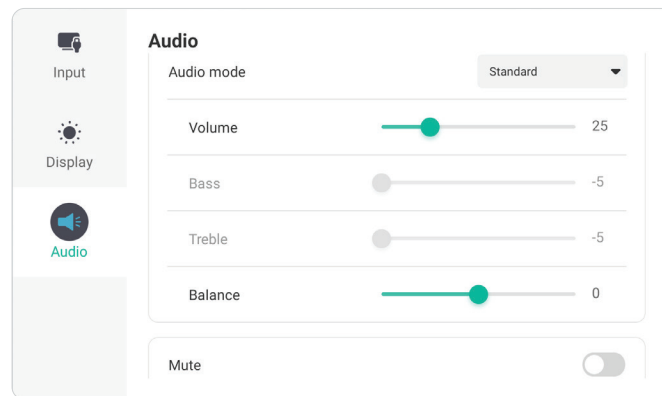 Input
Display
Audio
Audio
Audio mode Standard
Volume 25
Bass -5
Treble -5
Balance 0
Mute